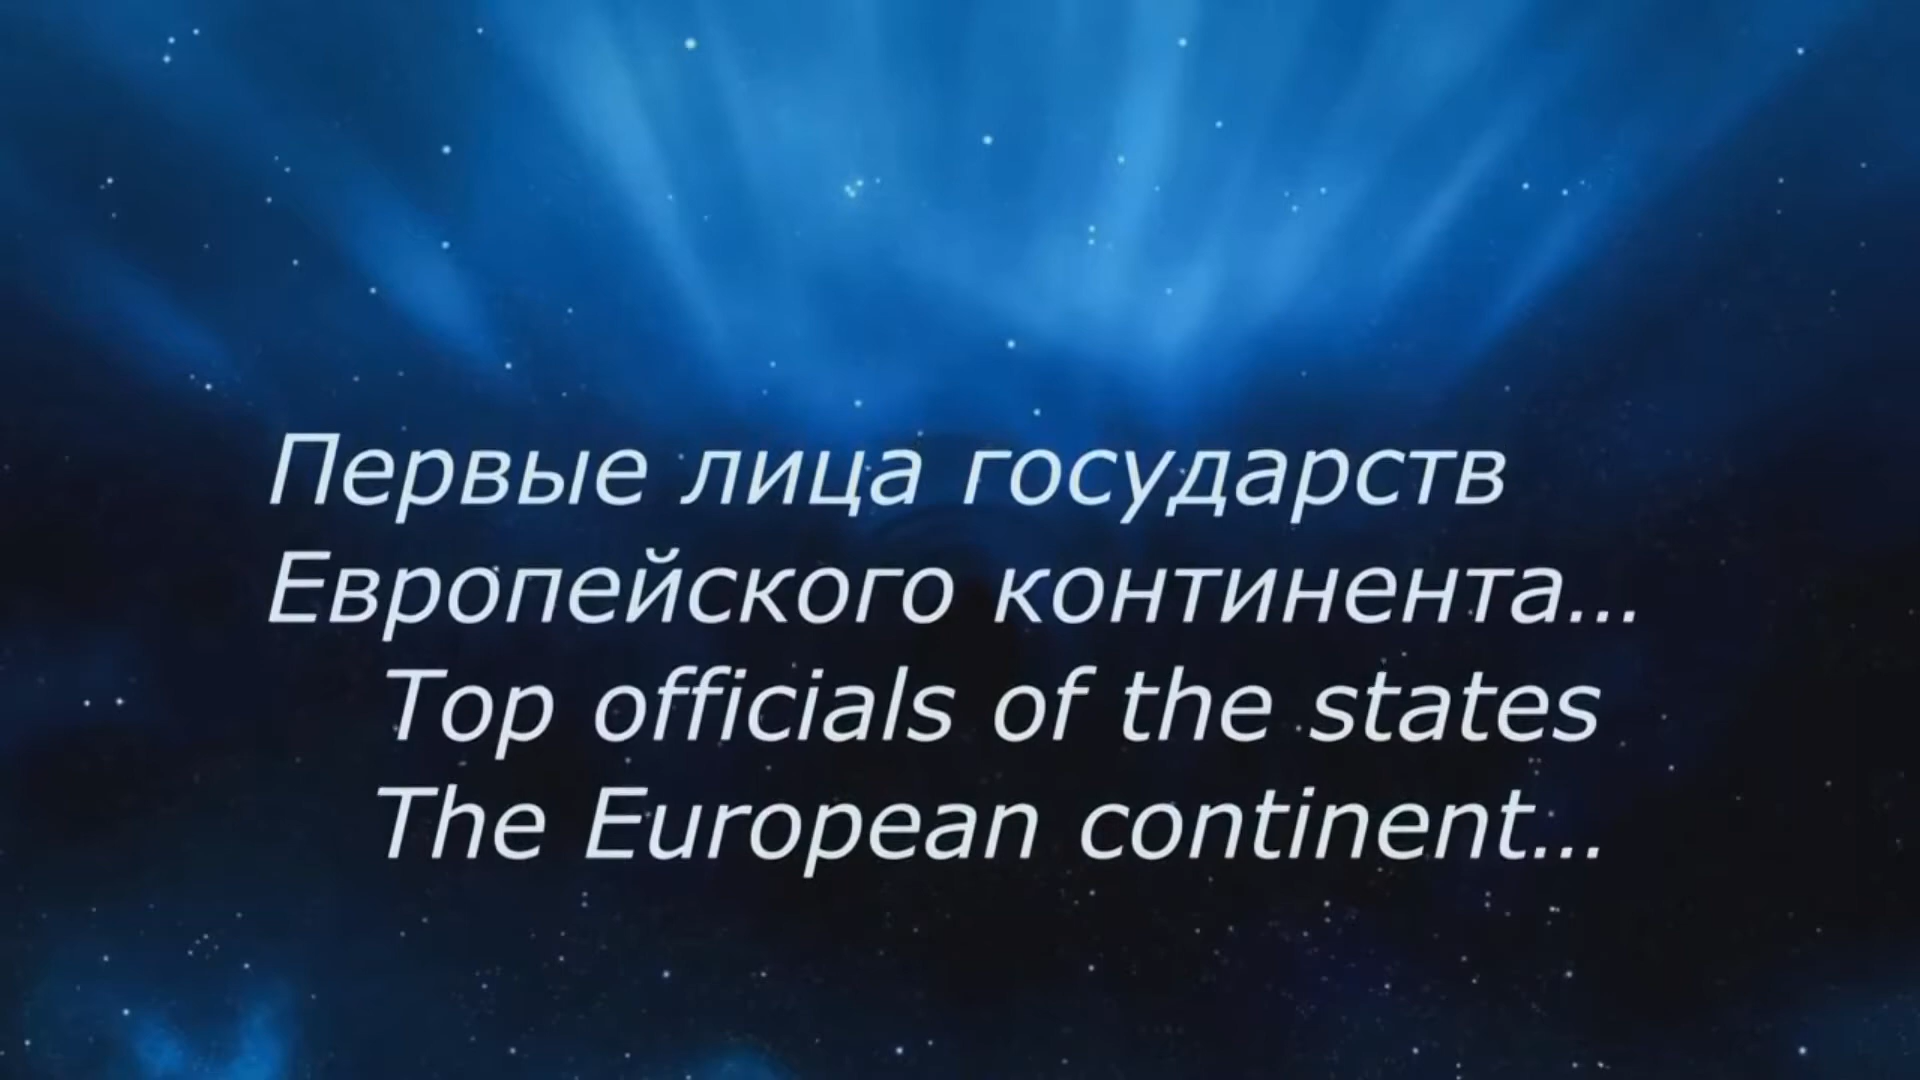 Первые лица государств
Европейского континента...
Top officials of the states
The European continent...